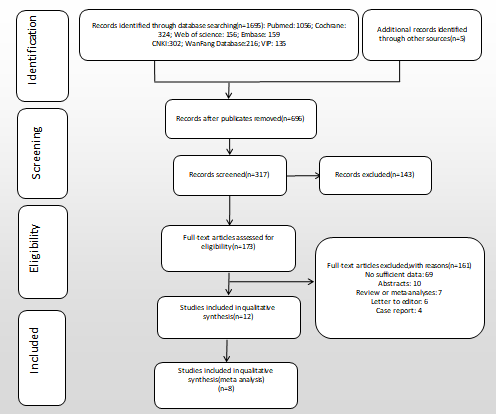 Identification
Records identified through database searching(n=1695): Pubmed: 1056; Cochrane:
324; Web of science: 156; Embase: 159
CNKI:302; WanFang Database:216; VIP: 135
Additional records identified
through other sources(n=5)
Records after publicates removed(n=696)
Screening
Records screened(n=317)
Records excluded(n=143)
Eligibility
Full-text articles assessed for
eligibility(n=173)
Full-text articles excluded,with reasons(n=161)
No sufficient data: 69
Abstracts: 10
Review or meta analyses: 7
Letter to editor: 6
Case report: 4
Studies included in qualitative
synthesis(n=12)
Included
Studies included in qualitative
synthesis(meta analysis)
(n=8)